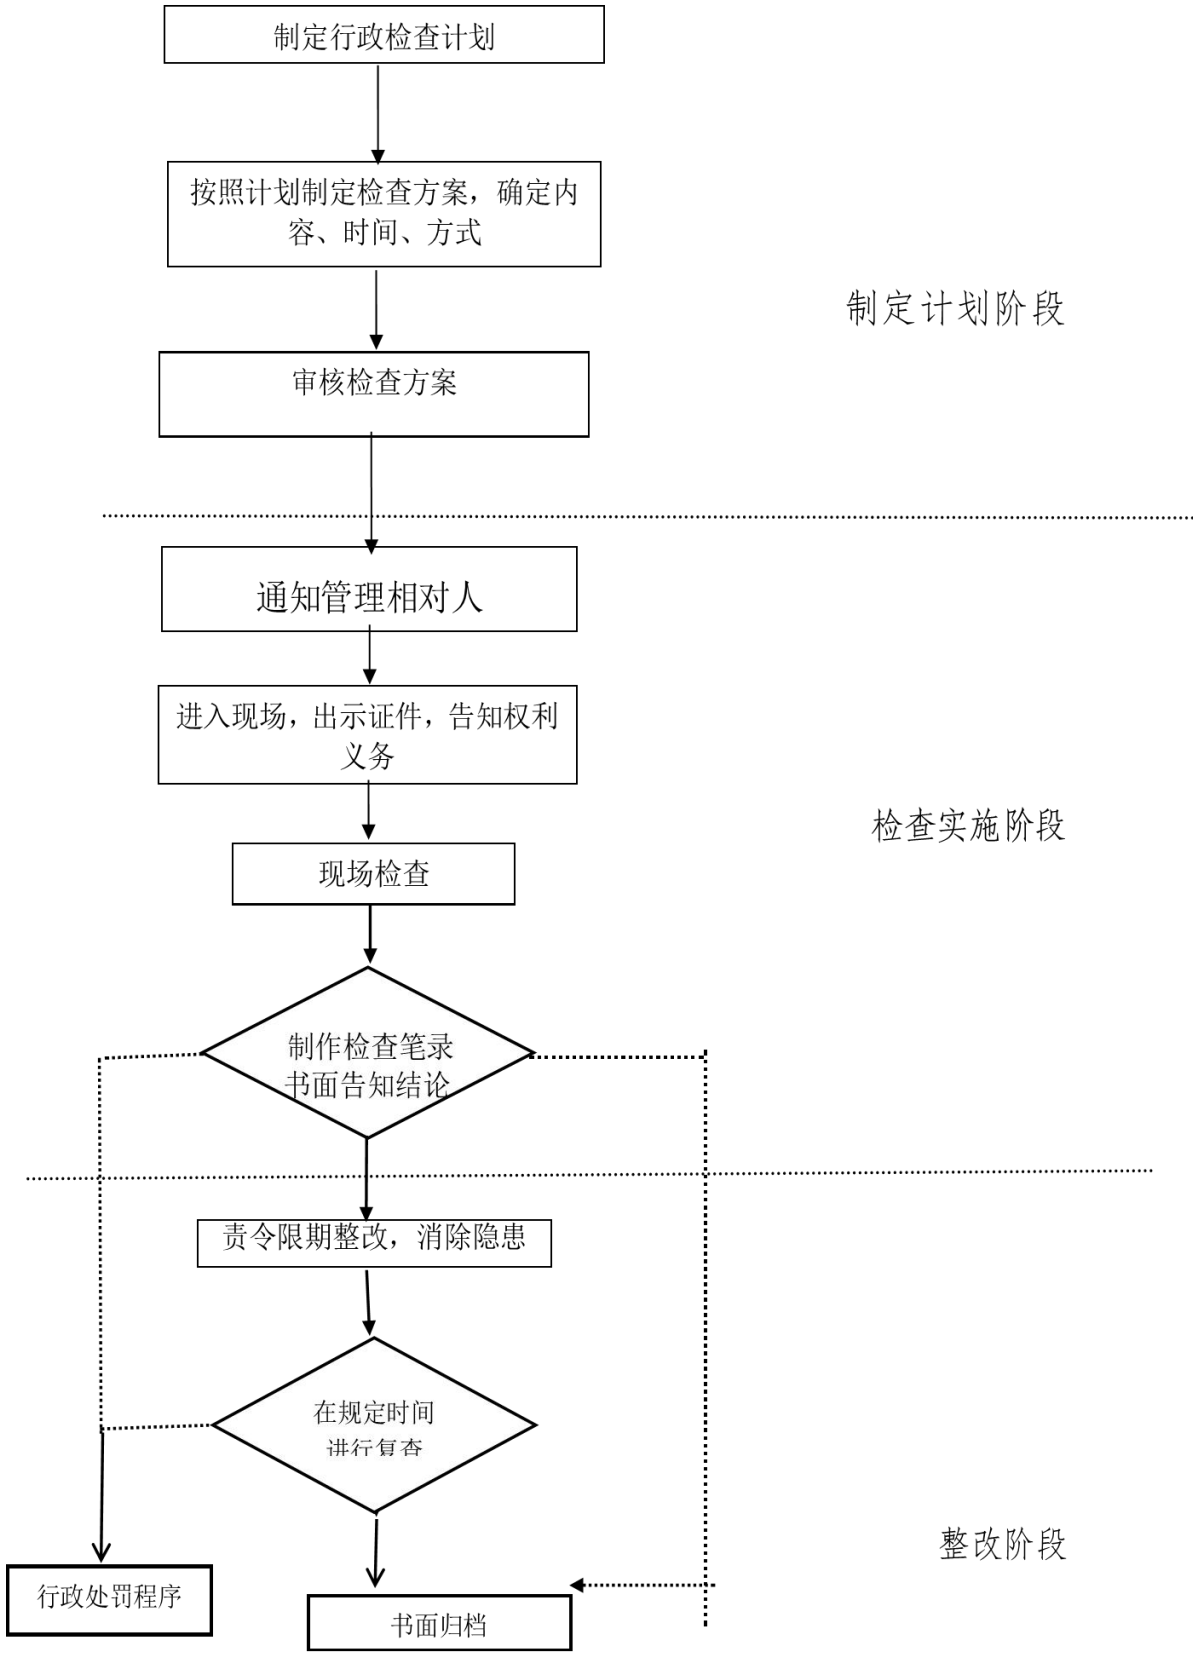 制定行政检查计划
按照计划制定检查方案，确定内
容、时间、方式
制定计划阶段
审核检查方案
通知管理相对人
进入现场，出示证件，告知权利
义务
检查实施阶段
现场检查
制作检查笔录
书面告知结论
责令限期整改，消除隐患
在规定时间
进行复查
整改阶段
行政处罚程序
书面归档